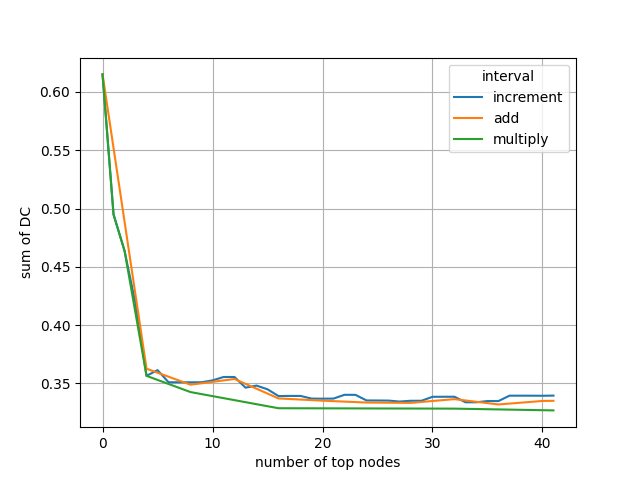 interval
increment
add
multiply
0.60
0.55
0.50
0.45
0.40
0.35
sum of DC
0 10 20 30 40
number of top nodes